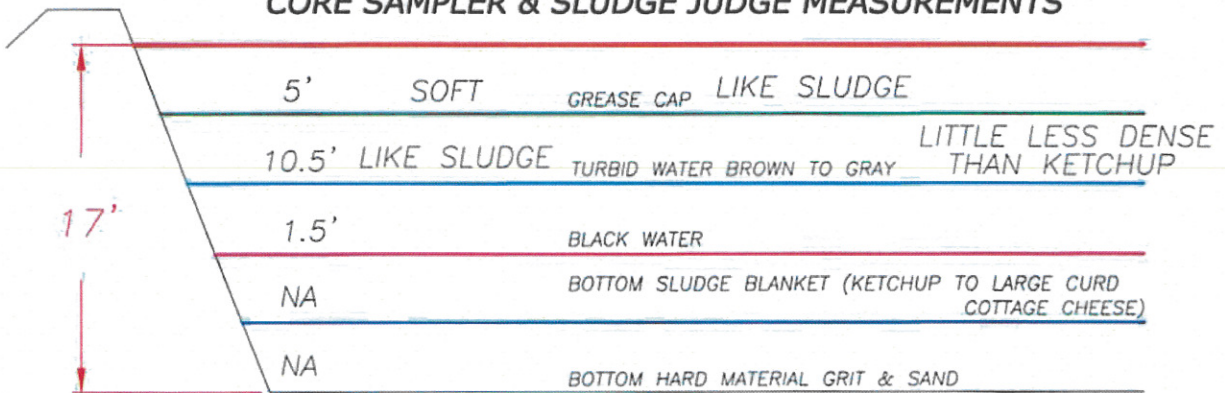 CORE SAMPLER & SLUDGE JUDGE MEASUREMENTS
5' SOFT GREASE CAP LIKE SLUDGE
10.5' LIKE SLUDGE TURBID WATER BROWN TO GRAY LITTLE LESS DENSE
THAN KETCHUP
17'
1.5' BLACK WATER
NA BOTTOM SLUDGE BLANKET (KETCHUP TO LARGE CURD
COTTAGE CHEESE)
NA BOTTOM HARD MATERIAL GRIT & SAND